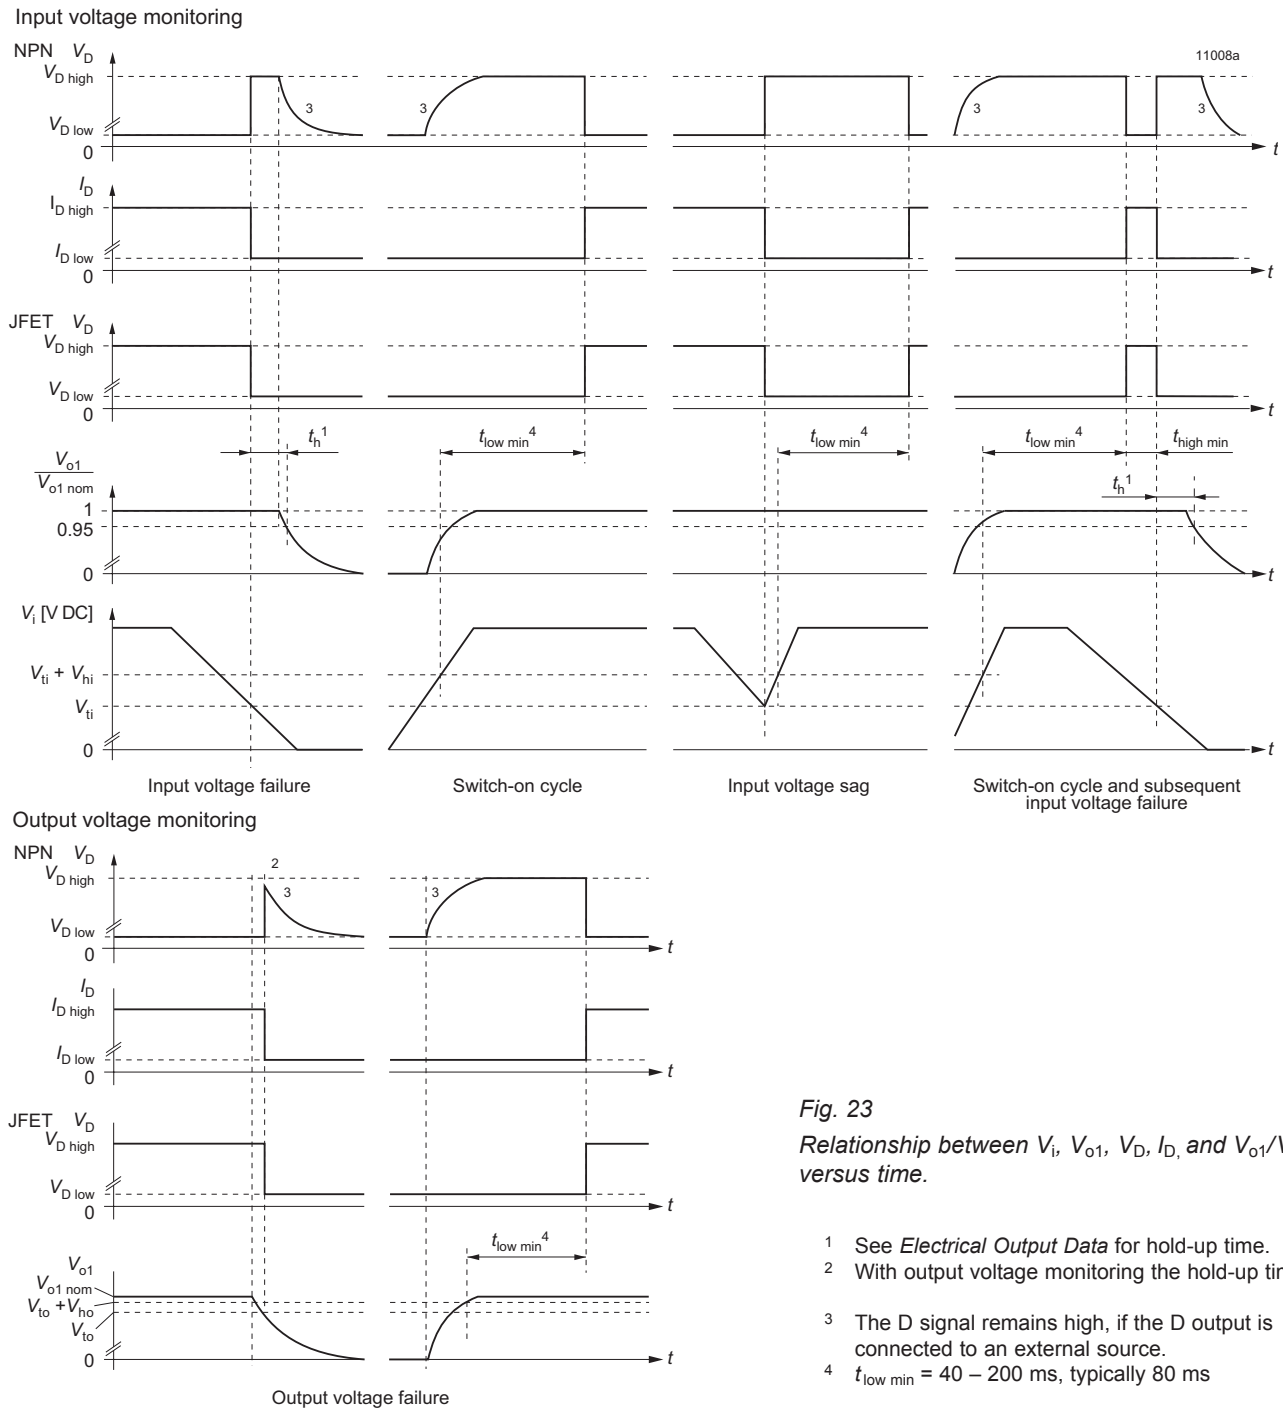 Input voltage monitoring
NPN V_D
11008a
V_D high
3 3 3 3
V_D low
0
t
I_D
I_D high
I_D low
0
t
JFET V_D
V_D high
V_D low
0
t
t_h^1 t_low min^4 t_low min^4 t_low min^4 t_high min
V_o1
V_o1 nom
t_h^1
1
0.95
0
t
V_i [V DC]
V_ti + V_hi
V_ti
0
t
Input voltage failure
Switch-on cycle
Input voltage sag
Switch-on cycle and subsequent
input voltage failure
Output voltage monitoring
NPN V_D
2
V_D high
3 3
V_D low
0
t
I_D
I_D high
I_D low
0
t
JFET V_D
V_D high
V_D low
0
t
t_low min^4
V_o1
V_o1 nom
V_to + V_ho
V_to
0
t
Output voltage failure
Fig. 23
Relationship between V_i, V_o1, V_D, I_D, and V_o1/
versus time.
1 See Electrical Output Data for hold-up time.
2 With output voltage monitoring the hold-up
3 The D signal remains high, if the D output is
connected to an external source.
4 t_low min = 40 – 200 ms, typically 80 ms